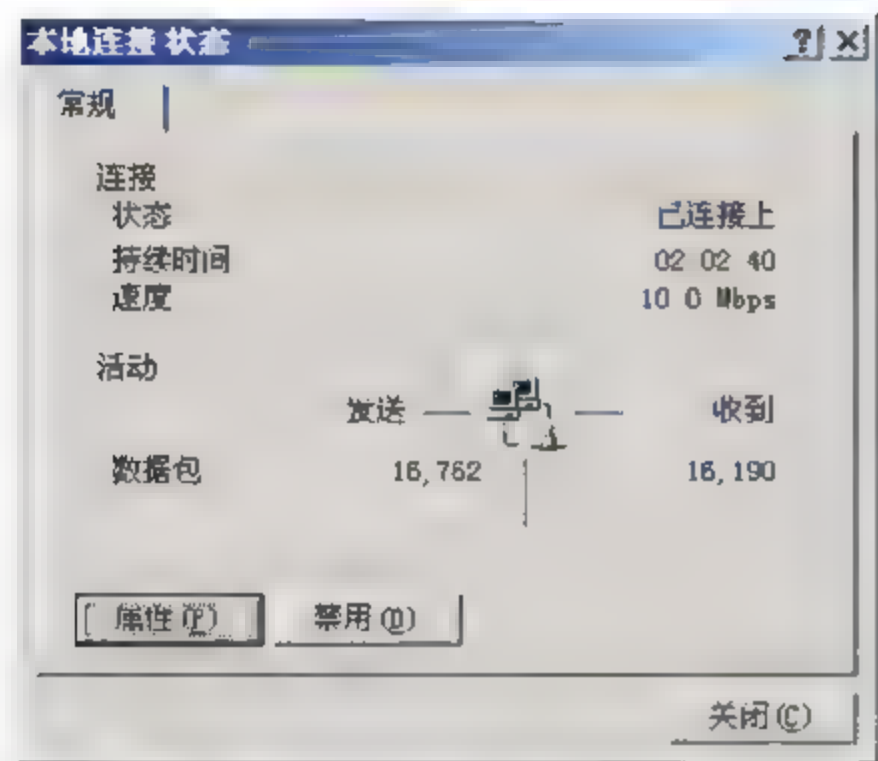 本地连接 状态
常规
连接
状态 已连接上
持续时间 02 02 40
速度 10 0 Mbps
活动
发送 收到
数据包 16,762 16,190
属性(P) 禁用(D)
关闭(C)